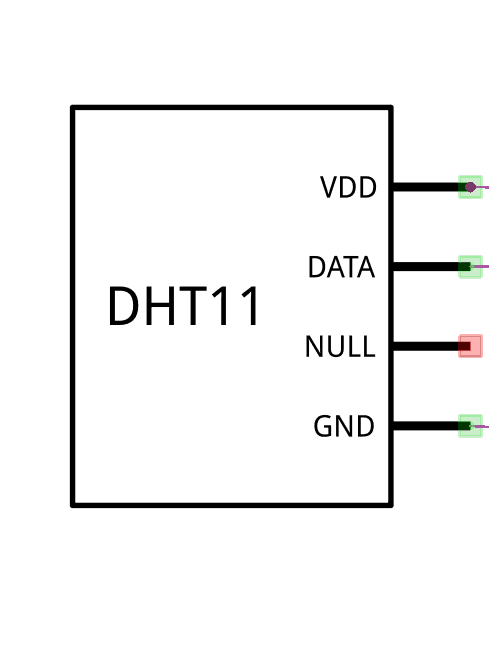 VDD
DATA
DHT11
NULL
GND